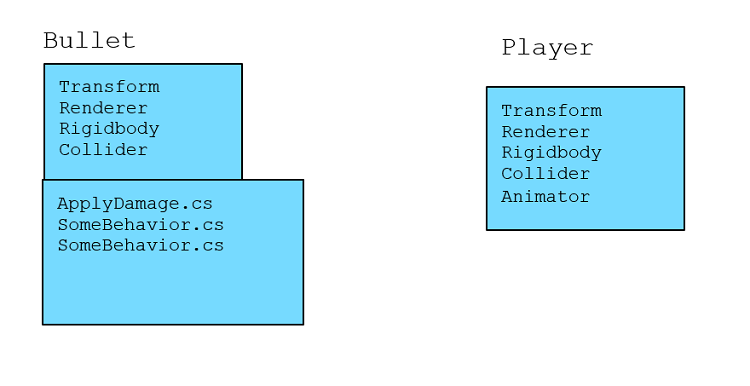 Bullet
Transform
Renderer
Rigidbody
Collider
ApplyDamage.cs
SomeBehavior.cs
SomeBehavior.cs
Player
Transform
Renderer
Rigidbody
Collider
Animator